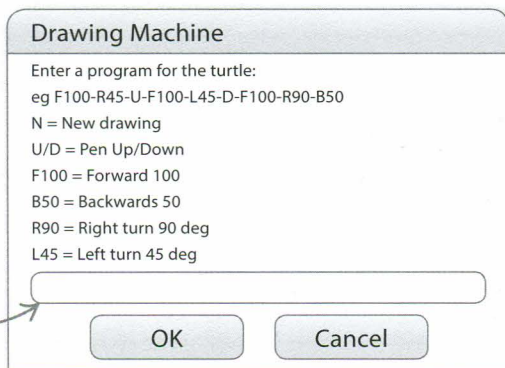 Drawing Machine
Enter a program for the turtle:
eg F100-R45-U-F100-L45-D-F100-R90-B50
N = New drawing
U/D = Pen Up/Down
F100 = Forward 100
B50 = Backwards 50
R90 = Right turn 90 deg
L45 = Left turn 45 deg
OK Cancel